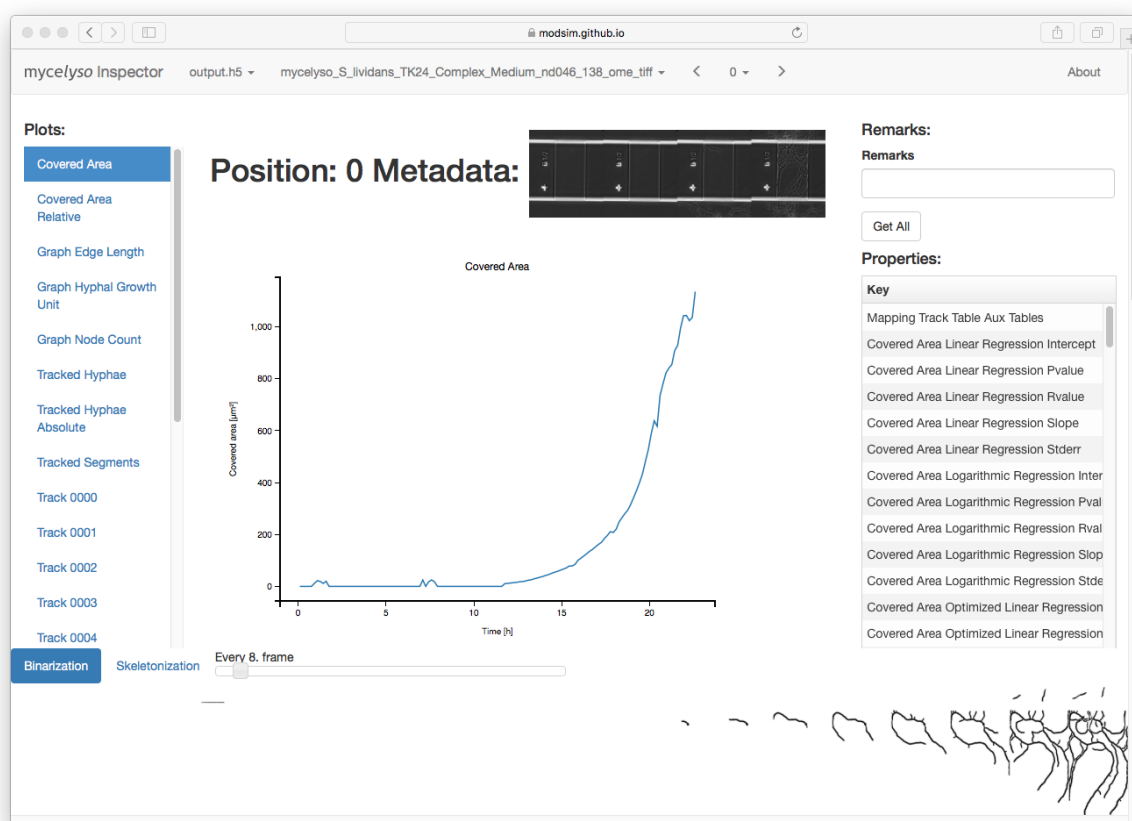 modsim.github.io
mycelyso Inspector
output.h5
mycelyso_S_lividans_TK24_Complex_Medium_nd046_138_ome_tiff
0
About
Plots:
Covered Area
Covered Area
Relative
Graph Edge Length
Graph Hyphal Growth
Unit
Graph Node Count
Tracked Hyphae
Tracked Hyphae
Absolute
Tracked Segments
Track 0000
Track 0001
Track 0002
Track 0003
Track 0004
Position: 0 Metadata:
Covered Area
Covered area [μm²]
1,000
800
600
400
200
0
0 5 10 15 20
Time [h]
Remarks:
Remarks
Get All
Properties:
Key
Mapping Track Table Aux Tables
Covered Area Linear Regression Intercept
Covered Area Linear Regression Pvalue
Covered Area Linear Regression Rvalue
Covered Area Linear Regression Slope
Covered Area Linear Regression Stderr
Covered Area Logarithmic Regression Inter
Covered Area Logarithmic Regression Pval
Covered Area Logarithmic Regression Rval
Covered Area Logarithmic Regression Slop
Covered Area Logarithmic Regression Stde
Covered Area Optimized Linear Regression
Covered Area Optimized Linear Regression
Binarization
Skeletonization
Every 8. frame